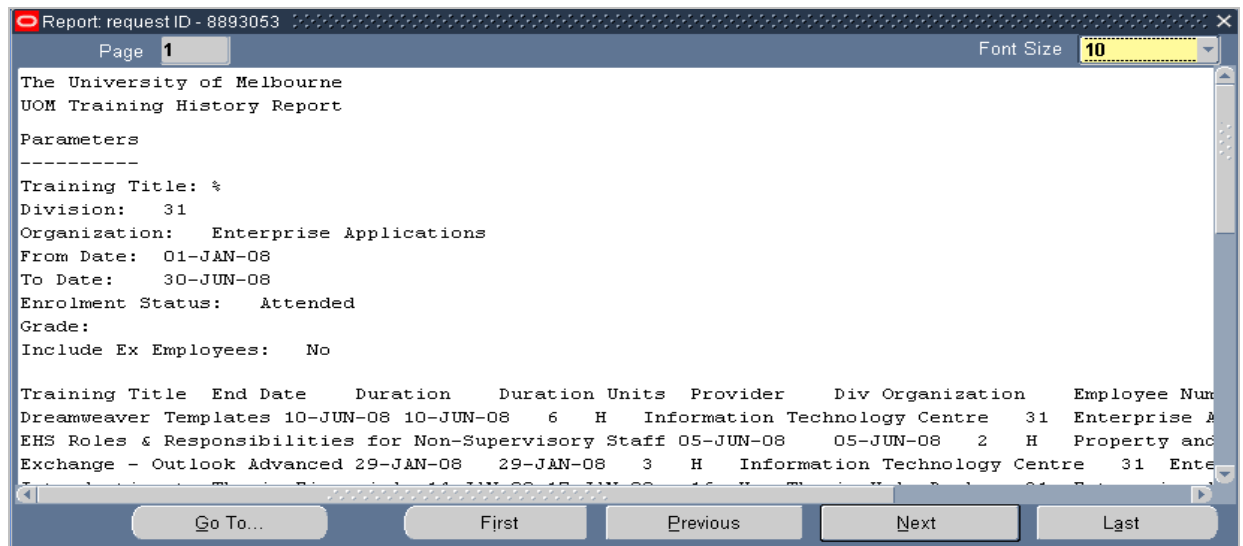 Report: request ID - 8893053
Page 1 Font Size 10
The University of Melbourne
UOM Training History Report
Parameters
----------
Training Title: %
Division: 31
Organization: Enterprise Applications
From Date: 01-JAN-08
To Date: 30-JUN-08
Enrolment Status: Attended
Grade:
Include Ex Employees: No
Training Title End Date Duration Duration Units Provider Div Organization Employee Num
Dreamweaver Templates 10-JUN-08 10-JUN-08 6 H Information Technology Centre 31 Enterprise A
EHS Roles & Responsibilities for Non-Supervisory Staff 05-JUN-08 05-JUN-08 2 H Property and
Exchange - Outlook Advanced 29-JAN-08 29-JAN-08 3 H Information Technology Centre 31 Ente
Go To... First Previous Next Last